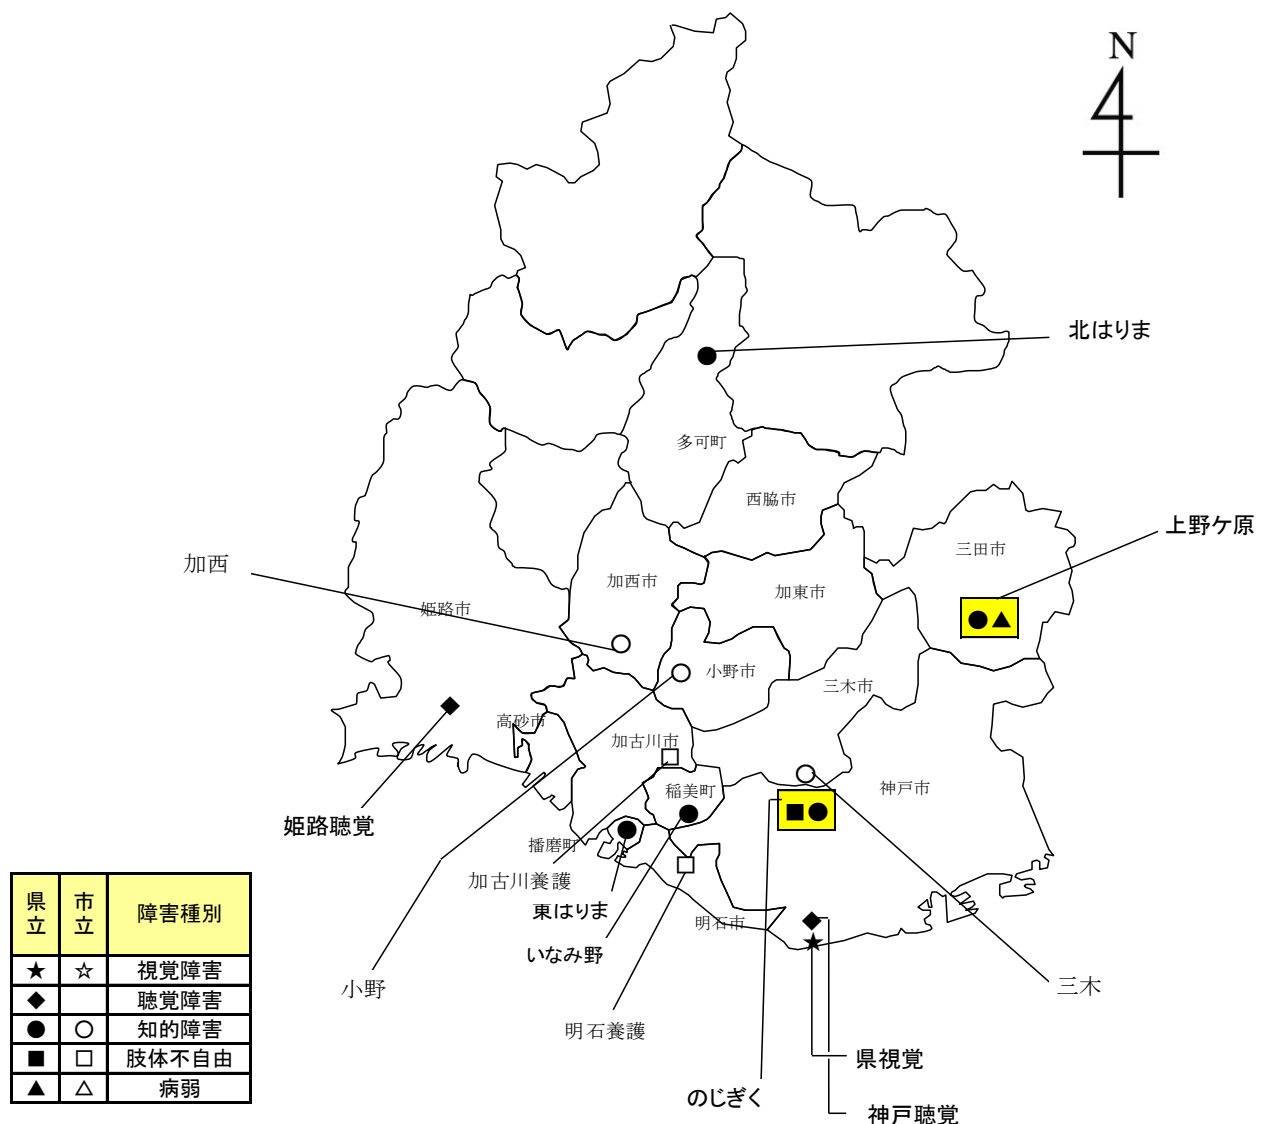 N
北はりま
多可町
西脇市
上野ケ原
三田市
加西
加西市
加東市
姫路市
小野市
三木市
高砂市
加古川市
稲美町
神戸市
姫路聴覚
播磨町
加古川養護
東はりま
明石市
いなみ野
小野
三木
明石養護
県視覚
のじぎく
神戸聴覚
県立 市立 障害種別
★ ☆ 視覚障害
◆ 聴覚障害
● ○ 知的障害
■ □ 肢体不自由
▲ △ 病弱